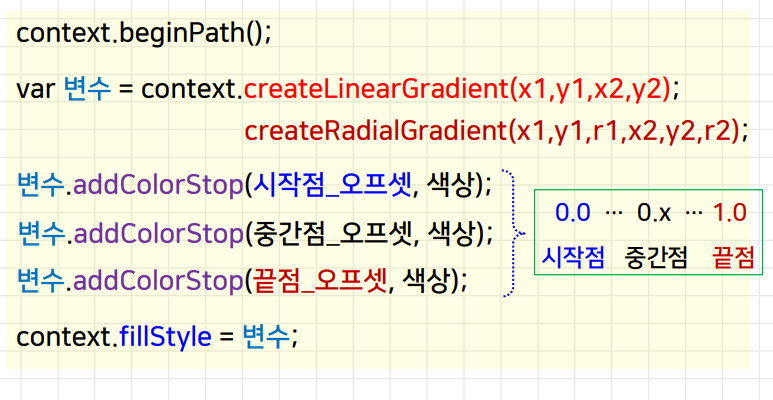 context.beginPath();
var 변수 = context.createLinearGradient(x1,y1,x2,y2);
createRadialGradient(x1,y1,r1,x2,y2,r2);
변수.addColorStop(시작점_오프셋, 색상);
변수.addColorStop(중간점_오프셋, 색상);
변수.addColorStop(끝점_오프셋, 색상);
0.0 ··· 0.x ··· 1.0
시작점 중간점 끝점
context.fillStyle = 변수;